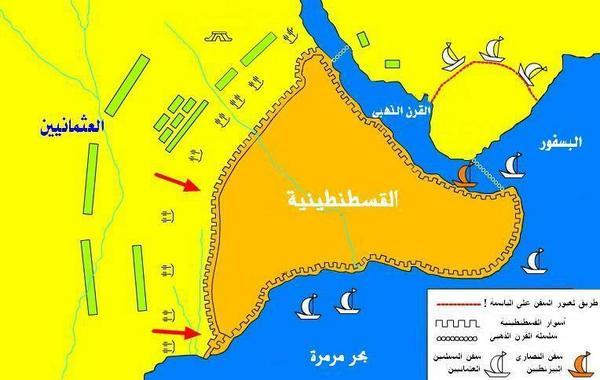 العثمانيين
القرن الذهبي
البسفور
القسطنطينية
بحر مرمرة
طريق لعبور السفن على اليابسة !
أسوار القسطنطينية
سلسلة القرن الذهبي
سفن النصارى البيزنطيين
سفن المسلمين العثمانيين